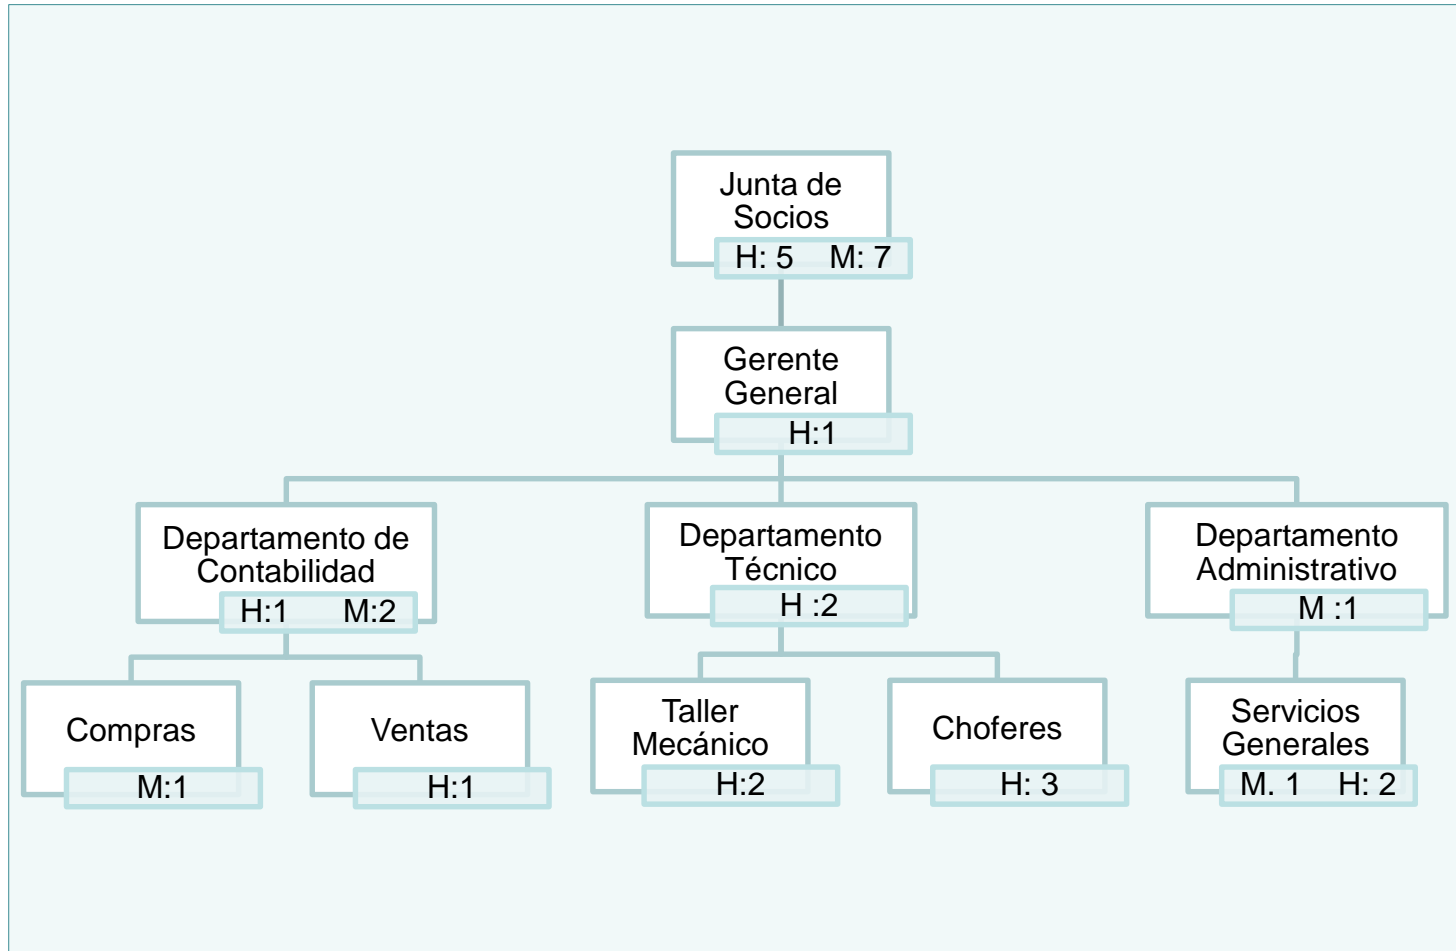 Junta de
Socios
H: 5 M: 7
Gerente
General
H:1
Departamento de
Contabilidad
H:1 M:2
Departamento
Técnico
H :2
Departamento
Administrativo
M :1
Compras
M:1
Ventas
H:1
Taller
Mecánico
H:2
Choferes
H: 3
Servicios
Generales
M. 1 H: 2